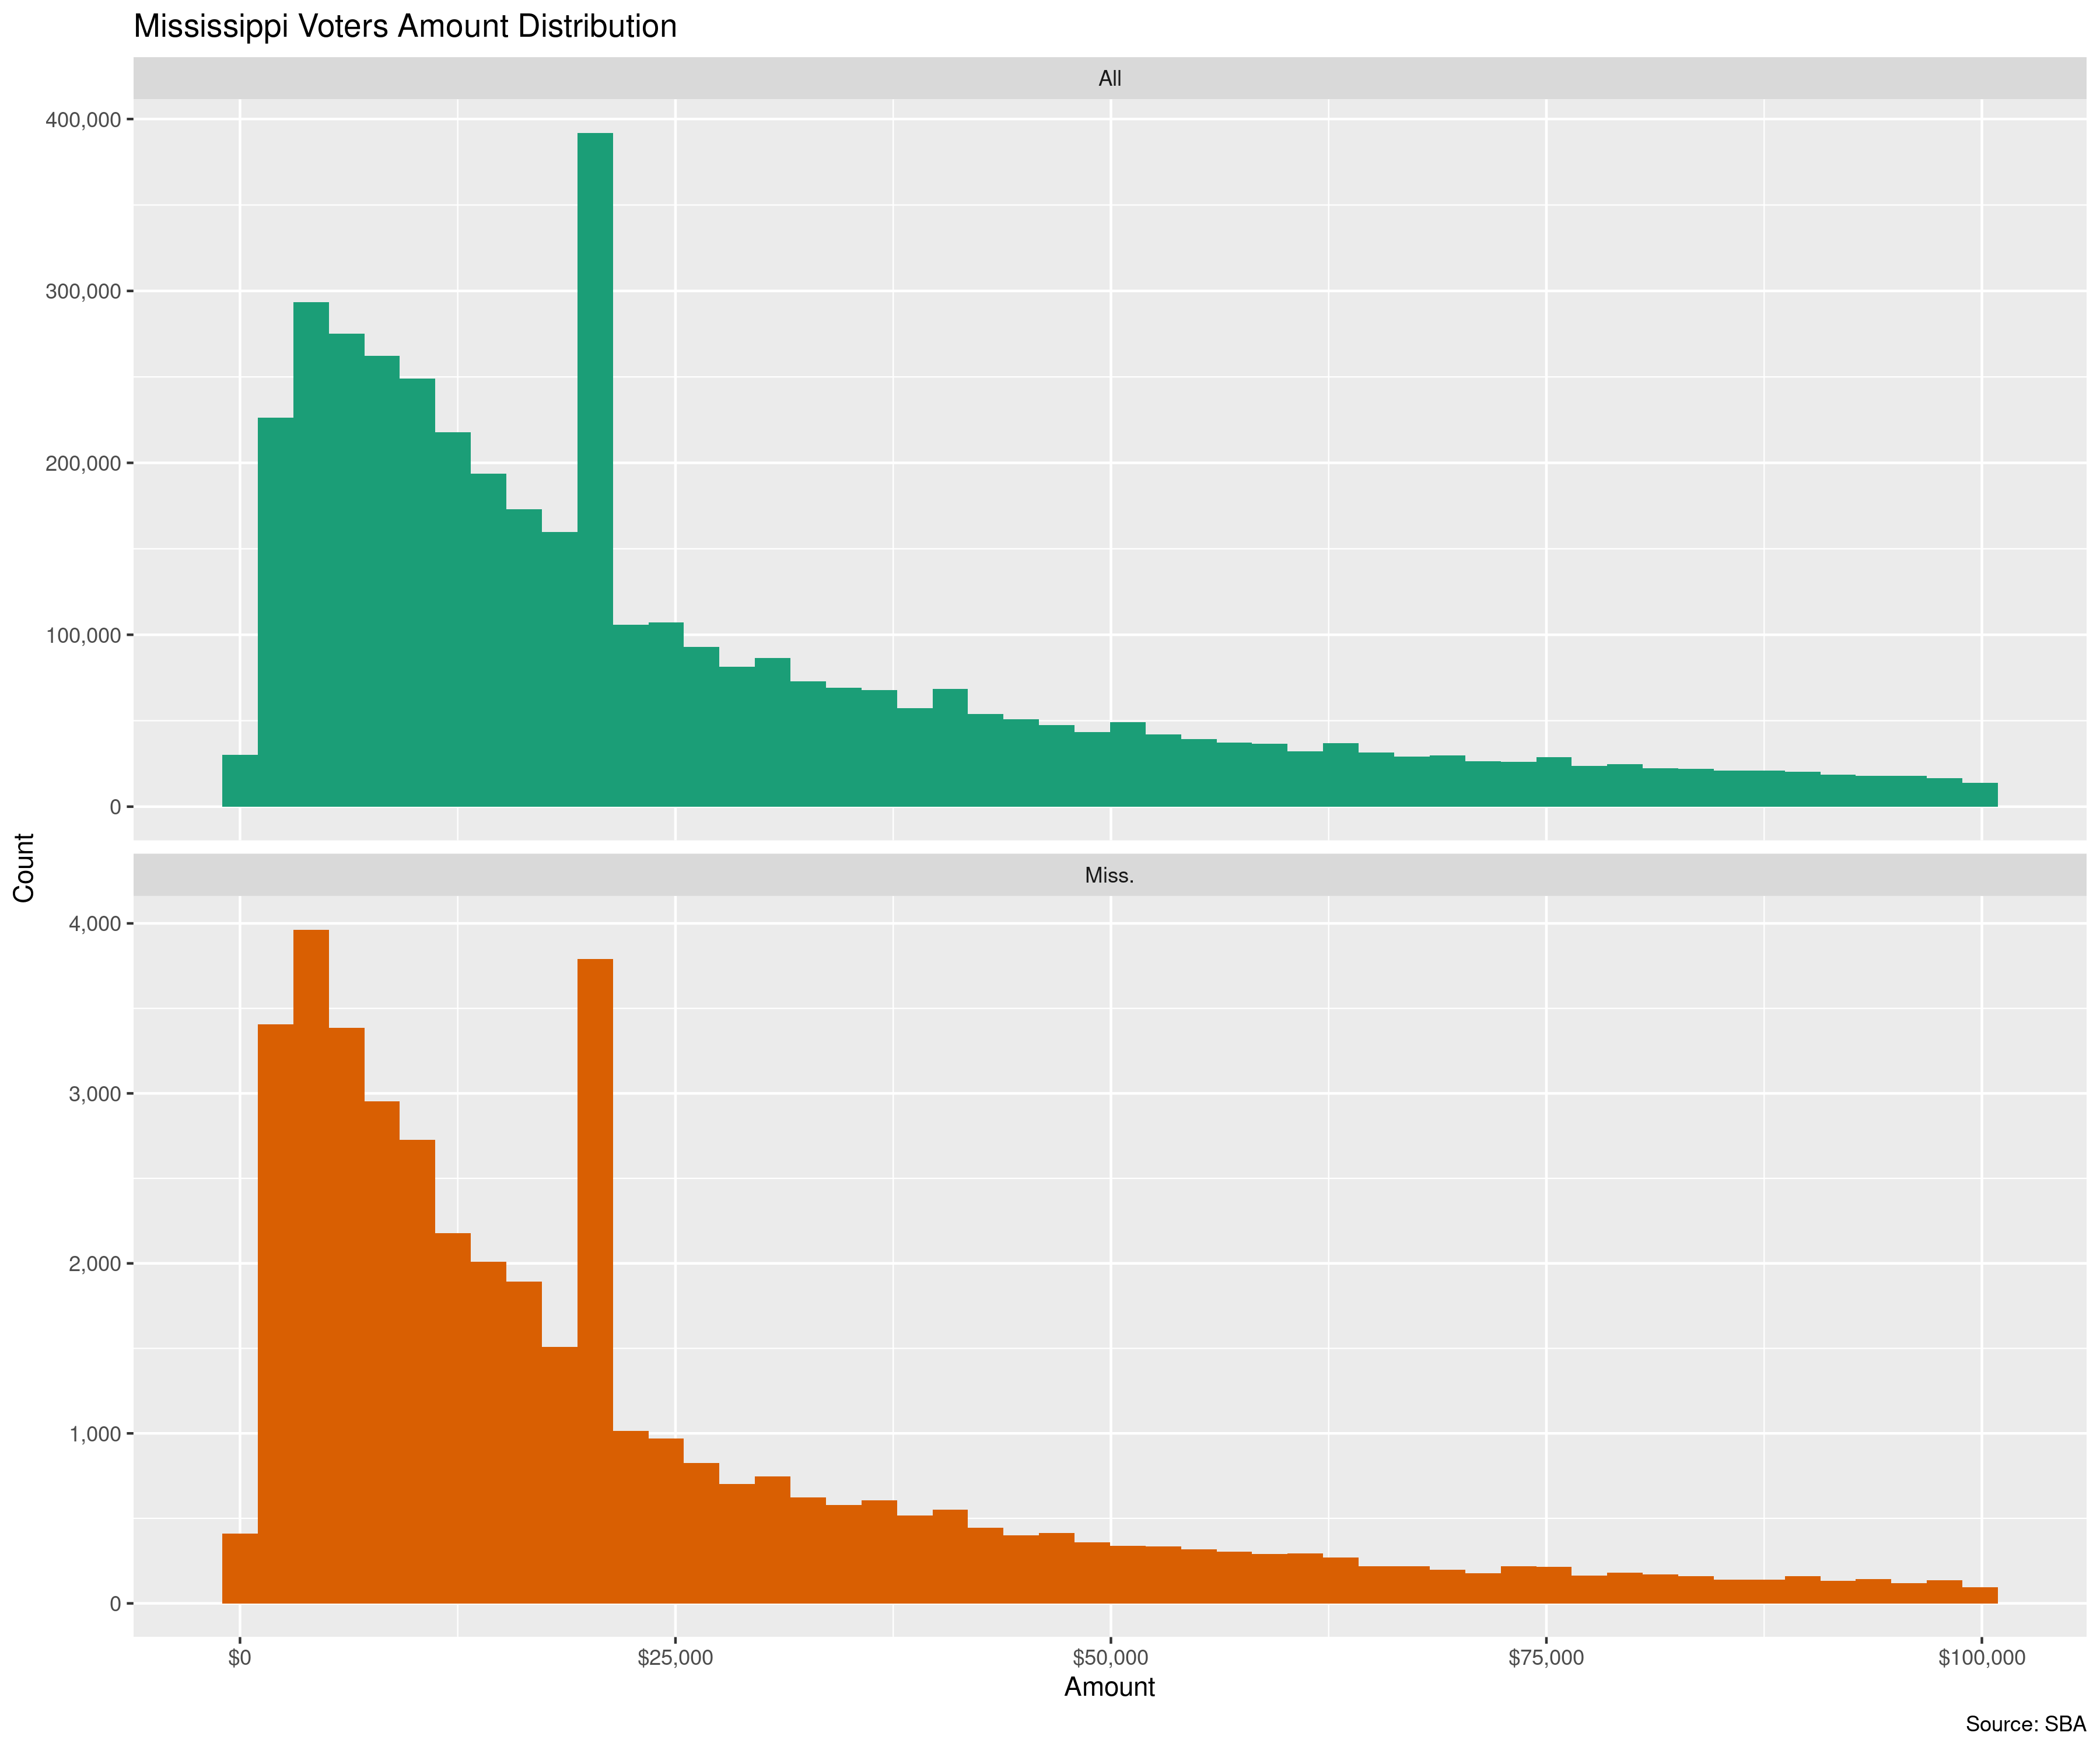 Mississippi Voters Amount Distribution
All
400,000
300,000
200,000
100,000
0
Count
Miss.
4,000
3,000
2,000
1,000
0
$0 $25,000 $50,000 $75,000 $100,000
Amount
Source: SBA